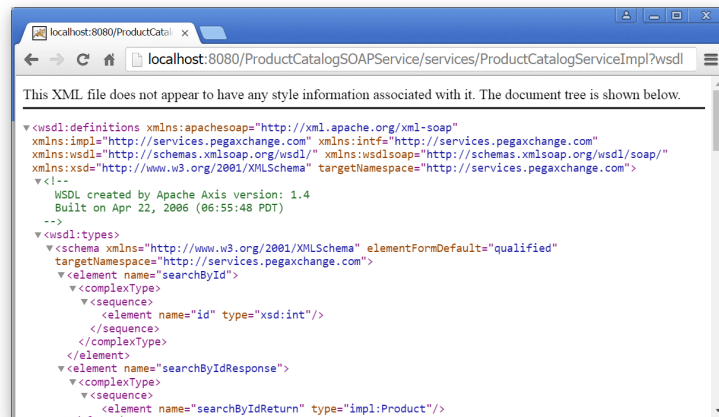 localhost:8080/ProductCatal
localhost:8080/ProductCatalogSOAPService/services/ProductCatalogServiceImpl?wsdl
This XML file does not appear to have any style information associated with it. The document tree is shown below.
▼<wsdl:definitions xmlns:apachesoap="http://xml.apache.org/xml-soap"
xmlns:impl="http://services.pegaxchange.com" xmlns:intf="http://services.pegaxchange.com"
xmlns:wsdl="http://schemas.xmlsoap.org/wsdl/" xmlns:wsdlsoap="http://schemas.xmlsoap.org/wsdl/soap/"
xmlns:xsd="http://www.w3.org/2001/XMLSchema" targetNamespace="http://services.pegaxchange.com">
▼<!--
WSDL created by Apache Axis version: 1.4
Built on Apr 22, 2006 (06:55:48 PDT)
-->
▼<wsdl:types>
▼<schema xmlns="http://www.w3.org/2001/XMLSchema" elementFormDefault="qualified"
targetNamespace="http://services.pegaxchange.com">
▼<element name="searchById">
▼<complexType>
▼<sequence>
<element name="id" type="xsd:int"/>
</sequence>
</complexType>
</element>
▼<element name="searchByIdResponse">
▼<complexType>
▼<sequence>
<element name="searchByIdReturn" type="impl:Product"/>